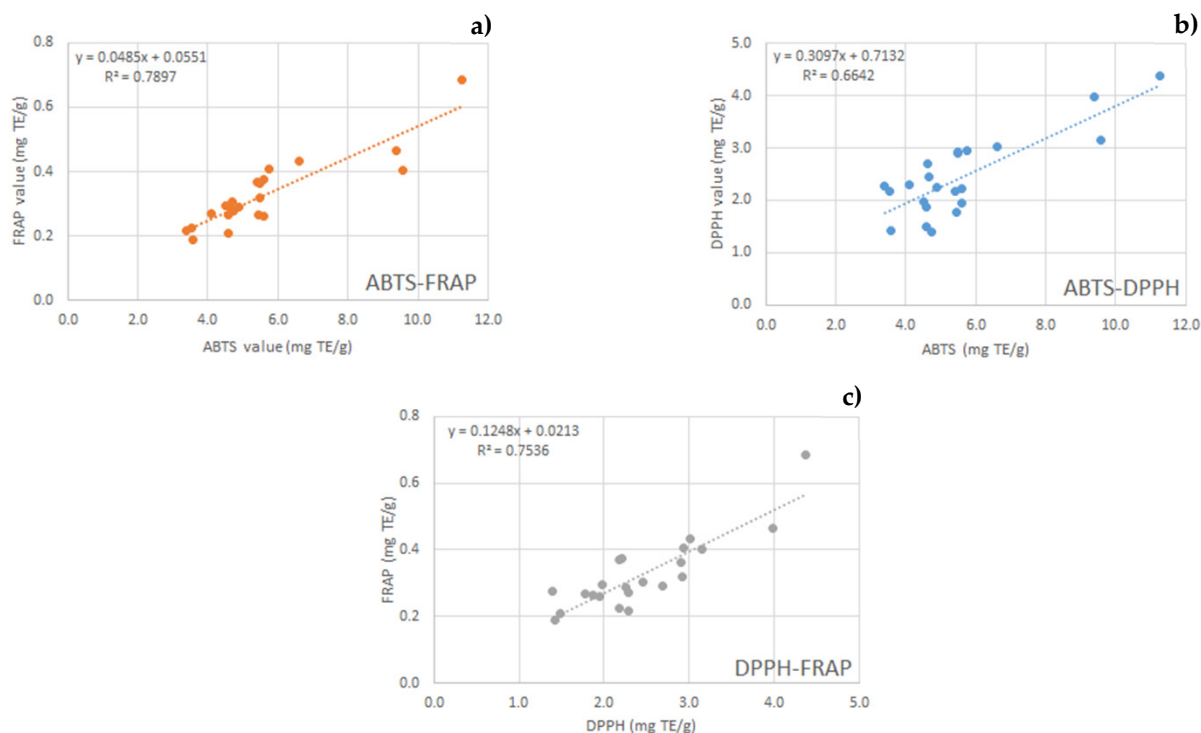 a)
y = 0.0485x + 0.0551
R² = 0.7897
0.8
0.6
0.4
0.2
0.0
FRAP value (mg TE/g)
ABTS-FRAP
0.0 2.0 4.0 6.0 8.0 10.0 12.0
ABTS value (mg TE/g)
b)
y = 0.3097x + 0.7132
R² = 0.6642
5.0
4.0
3.0
2.0
1.0
0.0
DPPH value (mg TE/g)
ABTS-DPPH
0.0 2.0 4.0 6.0 8.0 10.0 12.0
ABTS (mg TE/g)
c)
y = 0.1248x + 0.0213
R² = 0.7536
0.8
0.6
0.4
0.2
0.0
FRAP (mg TE/g)
DPPH-FRAP
0.0 1.0 2.0 3.0 4.0 5.0
DPPH (mg TE/g)